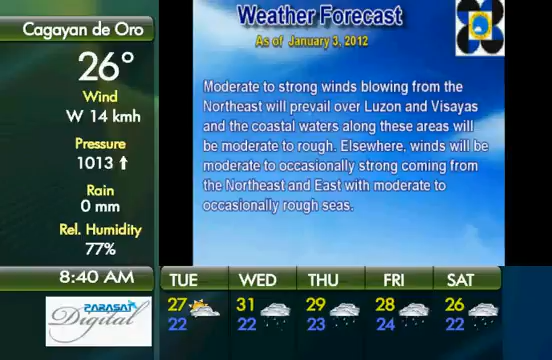 Cagayan de Oro
26°
Wind
W 14 kmh
Pressure
1013 ↑
Rain
0 mm
Rel. Humidity
77%
8:40 AM
PARASAT
Digital
Weather Forecast
As of January 3, 2012
Moderate to strong winds blowing from the
Northeast will prevail over Luzon and Visayas
and the coastal waters along these areas will
be moderate to rough. Elsewhere, winds will be
moderate to occasionally strong coming from
the Northeast and East with moderate to
occasionally rough seas.
TUE WED THU FRI SAT
27 31 29 28 26
22 22 23 24 22